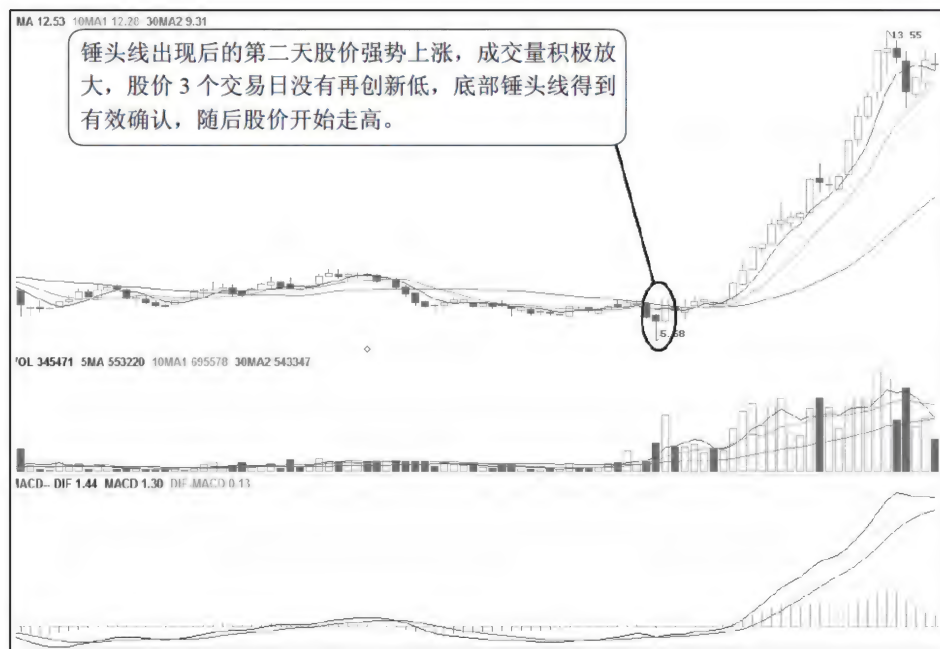 MA 12.53 10MA1 12.28 30MA2 9.31
锤头线出现后的第二天股价强势上涨，成交量积极放
大，股价 3 个交易日没有再创新低，底部锤头线得到
有效确认，随后股价开始走高。
13.55
5.68
VOL 345471 5MA 553220 10MA1 695578 30MA2 543347
MACD-- DIF 1.44 MACD 1.30 DIF-MACD 0.13